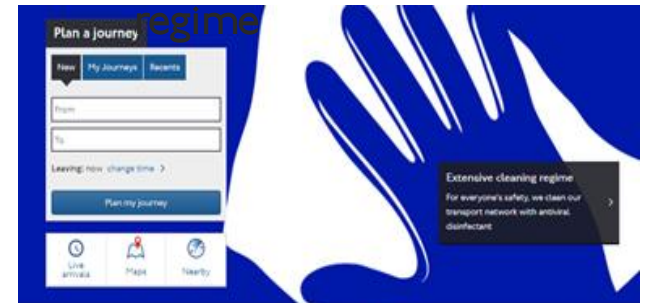 regime
Plan a journey
New My Journeys Recents
From
To
Leaving: now change time >
Plan my journey
Live arrivals
Maps
Nearby
Extensive cleaning regime
For everyone's safety, we clean our
transport network with antiviral
disinfectant